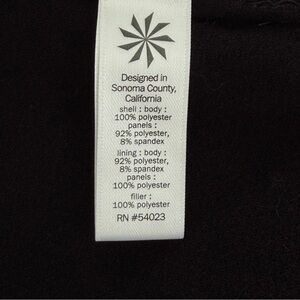 Designed in
Sonoma County,
California
shell : body :
100% polyester
panels :
92% polyester,
8% spandex
lining : body :
92% polyester,
8% spandex
panels :
100% polyester
filler :
100% polyester
RN #54023